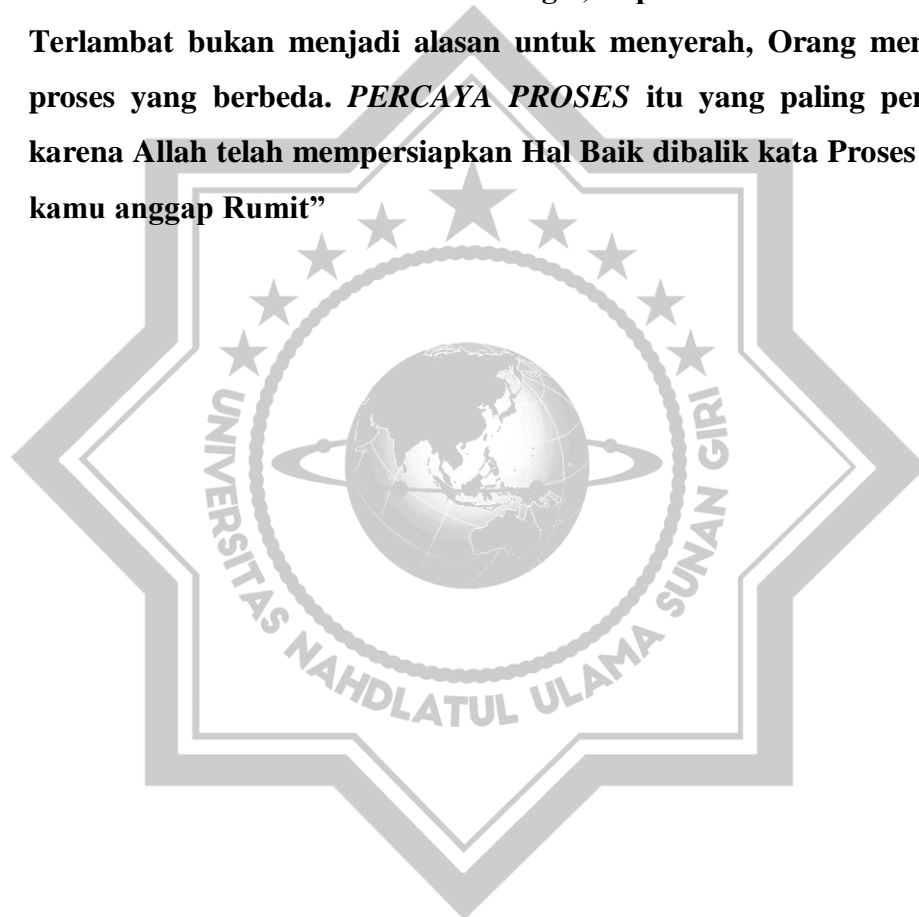 Terlambat bukan menjadi alasan untuk menyerah, Orang
proses yang berbeda. PERCAYA PROSES itu yang paling
karena Allah telah mempersiapkan Hal Baik dibalik kata Proses
kamu anggap Rumit”
UNIVERSITAS NAHDLATUL ULAMA SUNAN GIRI